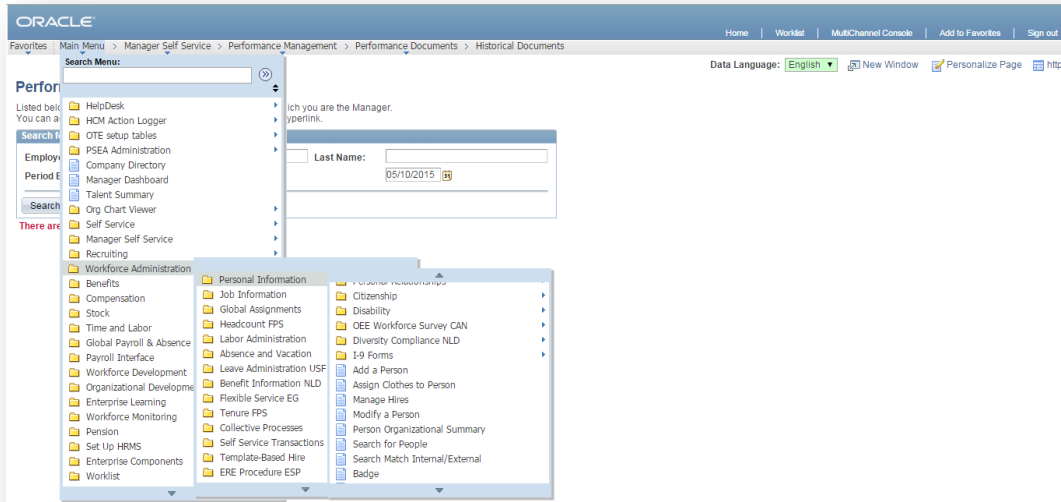 ORACLE
Home | Worklist | MultiChannel Console | Add to Favorites | Sign out
Favorites | Main Menu > Manager Self Service > Performance Management > Performance Documents > Historical Documents
Search Menu:
Data Language: English New Window Personalize Page http
Perfor
Listed belo ich you are the Manager.
You can a yperlink.
Search fo
Employe Last Name:
Period E 05/10/2015 31
Search
There are
HelpDesk
HCM Action Logger
OTE setup tables
PSEA Administration
Company Directory
Manager Dashboard
Talent Summary
Org Chart Viewer
Self Service
Manager Self Service
Recruiting
Workforce Administration
Benefits
Compensation
Stock
Time and Labor
Global Payroll & Absence
Payroll Interface
Workforce Development
Organizational Developme
Enterprise Learning
Workforce Monitoring
Pension
Set Up HRMS
Enterprise Components
Worklist
Personal Information
Job Information
Global Assignments
Headcount FPS
Labor Administration
Absence and Vacation
Leave Administration USF
Benefit Information NLD
Flexible Service EG
Tenure FPS
Collective Processes
Self Service Transactions
Template-Based Hire
ERE Procedure ESP
Personal Relationships
Citizenship
Disability
OEE Workforce Survey CAN
Diversity Compliance NLD
I-9 Forms
Add a Person
Assign Clothes to Person
Manage Hires
Modify a Person
Person Organizational Summary
Search for People
Search Match Internal/External
Badge